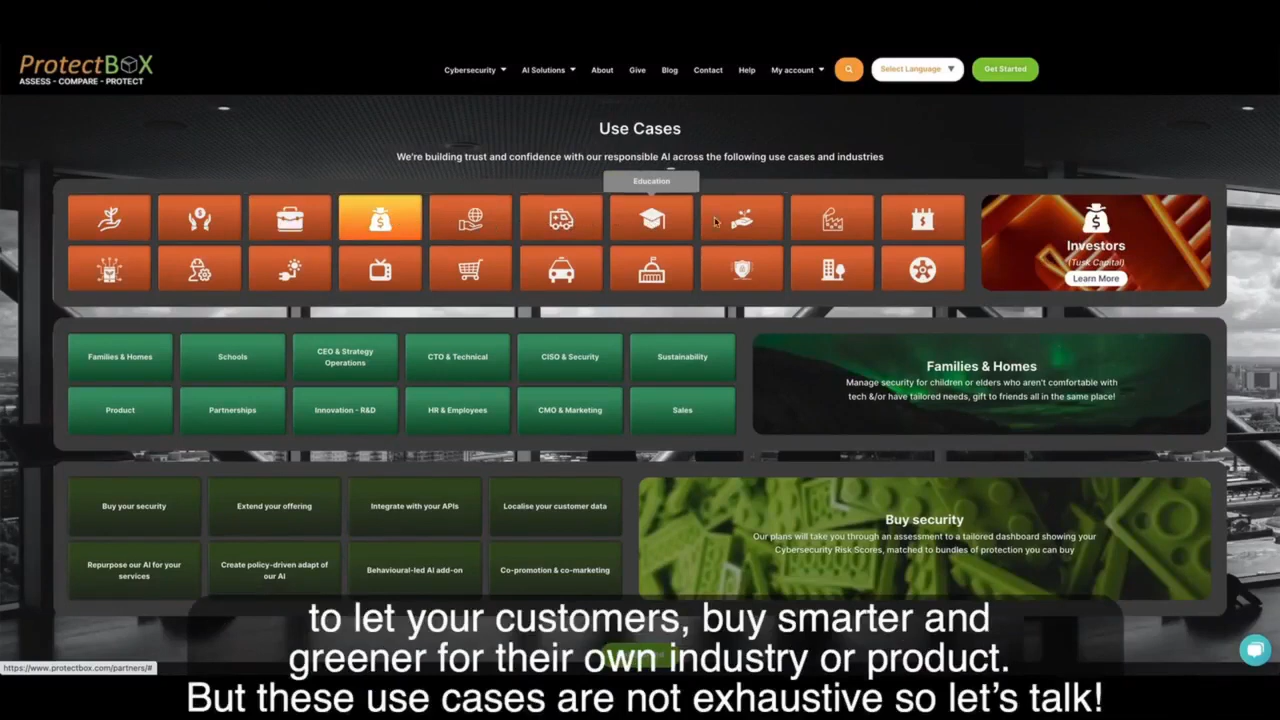 ProtectBOX
ASSESS - COMPARE - PROTECT
Cybersecurity
AI Solutions
About
Give
Blog
Contact
Help
My account
Select Language
Get Started
Use Cases
We're building trust and confidence with our responsible AI across the following use cases and industries
Education
Investors
(Tusk Capital)
Learn More
Families & Homes
Schools
CEO & Strategy
Operations
CTO & Technical
CISO & Security
Sustainability
Product
Partnerships
Innovation - R&D
HR & Employees
CMO & Marketing
Sales
Families & Homes
Manage security for children or elders who aren't comfortable with
tech &/or have tailored needs, gift to friends all in the same place!
Buy your security
Extend your offering
Integrate with your APIs
Localise your customer data
Repurpose our AI for your
services
Create policy-driven adapt of
our AI
Behavioural-led AI add-on
Co-promotion & co-marketing
Buy security
Our plans will take you through an assessment to a tailored dashboard showing your
Cybersecurity Risk Scores, matched to bundles of protection you can buy
to let your customers, buy smarter and
greener for their own industry or product.
But these use cases are not exhaustive so let's talk!
https://www.protectbox.com/partners/#